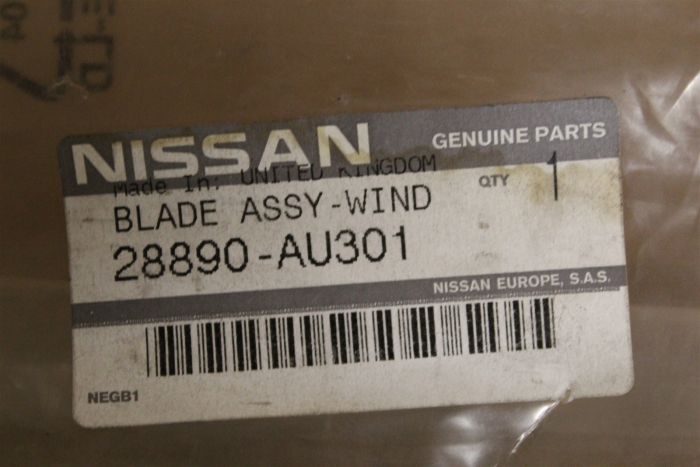 NISSAN
GENUINE PARTS
Made In: UNITED KINGDOM
BLADE ASSY-WIND
QTY 1
28890-AU301
NISSAN EUROPE, S.A.S.
NEGB1